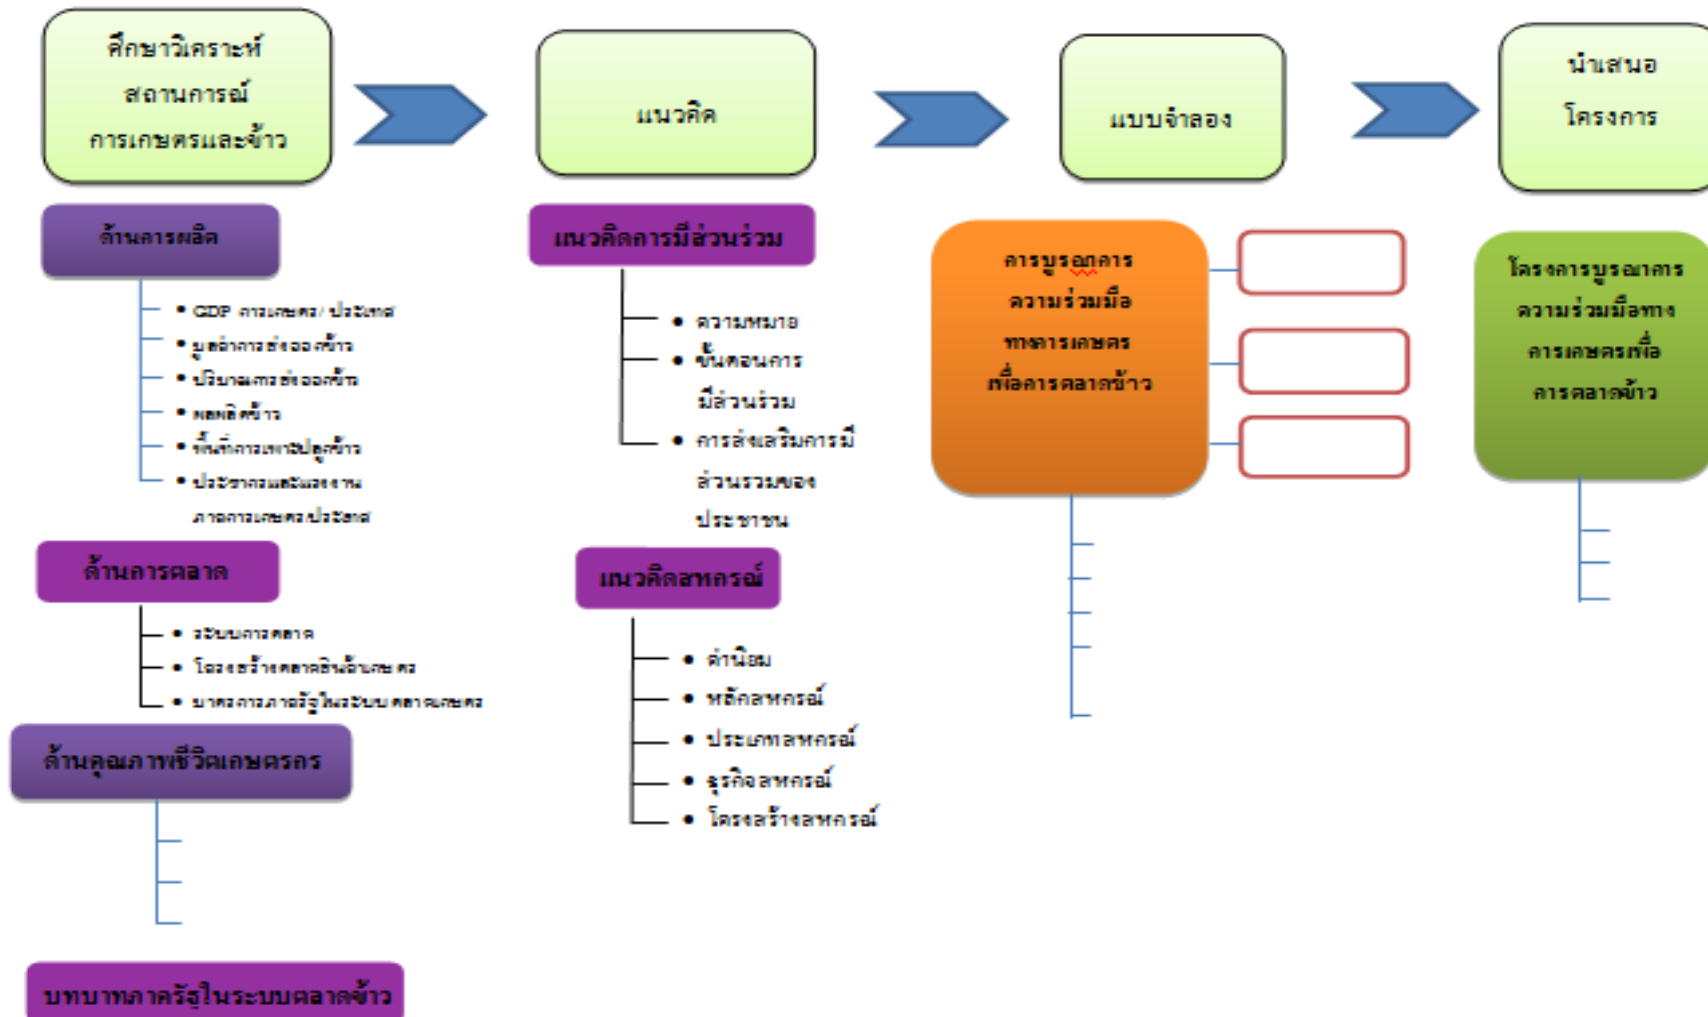 ศึกษาวิเคราะห์
สถานการณ์
การเกษตรและข้าว
แนวคิด
แบบจำลอง
นำเสนอ
โครงการ
ด้านการผลิต
• GDP การเกษตร/ ประเทศ
• มูลค่าการส่งออกข้าว
• ปริมาณการส่งออกข้าว
• ผลผลิตข้าว
• พื้นที่การเพาะปลูกข้าว
• ประชากรและแรงงาน
ภาคการเกษตร/ประเทศ
ด้านการตลาด
• ระบบการตลาด
• โครงสร้างตลาดสินค้าเกษตร
• มาตรการภาครัฐในระบบตลาดเกษตร
ด้านคุณภาพชีวิตเกษตรกร
บทบาทภาครัฐในระบบตลาดข้าว
แนวคิดการมีส่วนร่วม
• ความหมาย
• ขั้นตอนการ
มีส่วนร่วม
• การส่งเสริมการมี
ส่วนรวมของ
ประชาชน
แนวคิดสหกรณ์
• ค่านิยม
• หลักสหกรณ์
• ประเภทสหกรณ์
• ธุรกิจสหกรณ์
• โครงสร้างสหกรณ์
การบูรณาการ
ความร่วมมือ
ทางการเกษตร
เพื่อการตลาดข้าว
โครงการบูรณาการ
ความร่วมมือทาง
การเกษตรเพื่อ
การตลาดข้าว